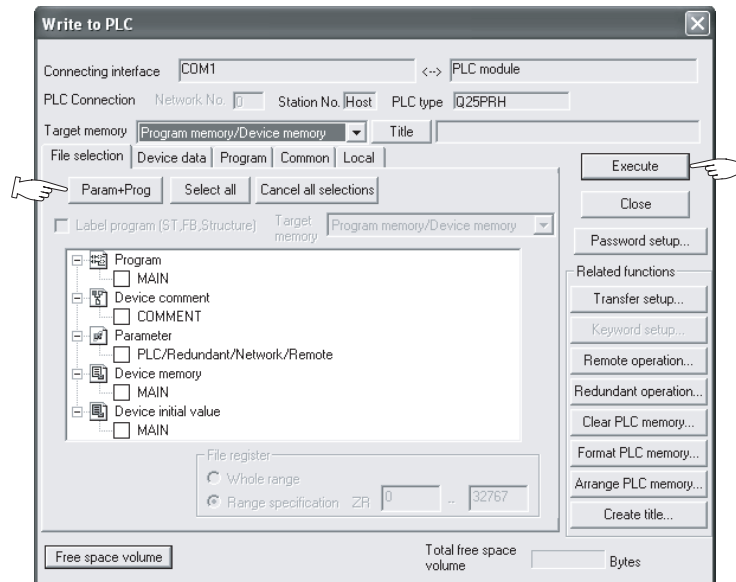 Write to PLC
Connecting interface COM1 <--> PLC module
PLC Connection Network No. 0 Station No. Host PLC type Q25PRH
Target memory Program memory/Device memory Title
File selection Device data Program Common Local
Execute
Param+Prog Select all Cancel all selections
Close
Label program (ST,FB,Structure) Target memory Program memory/Device memory
Password setup...
Program
MAIN
Device comment
COMMENT
Parameter
PLC/Redundant/Network/Remote
Device memory
MAIN
Device initial value
MAIN
Related functions
Transfer setup...
Keyword setup...
Remote operation...
Redundant operation...
Clear PLC memory...
Format PLC memory...
Arrange PLC memory...
Create title...
File register
Whole range
Range specification ZR 0 .. 32767
Free space volume
Total free space
volume Bytes